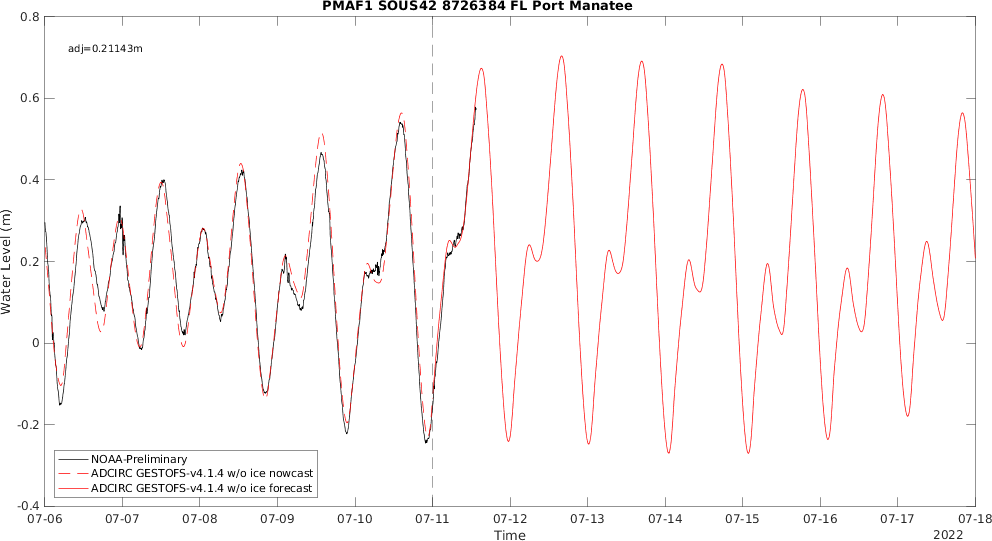 PMAF1 SOUS42 8726384 FL Port Manatee
adj=0.21143m
Water Level (m)
0.8
0.6
0.4
0.2
0
-0.2
-0.4
NOAA-Preliminary
ADCIRC GESTOFS-v4.1.4 w/o ice nowcast
ADCIRC GESTOFS-v4.1.4 w/o ice forecast
07-06 07-07 07-08 07-09 07-10 07-11 07-12 07-13 07-14 07-15 07-16 07-17 07-18
Time
2022